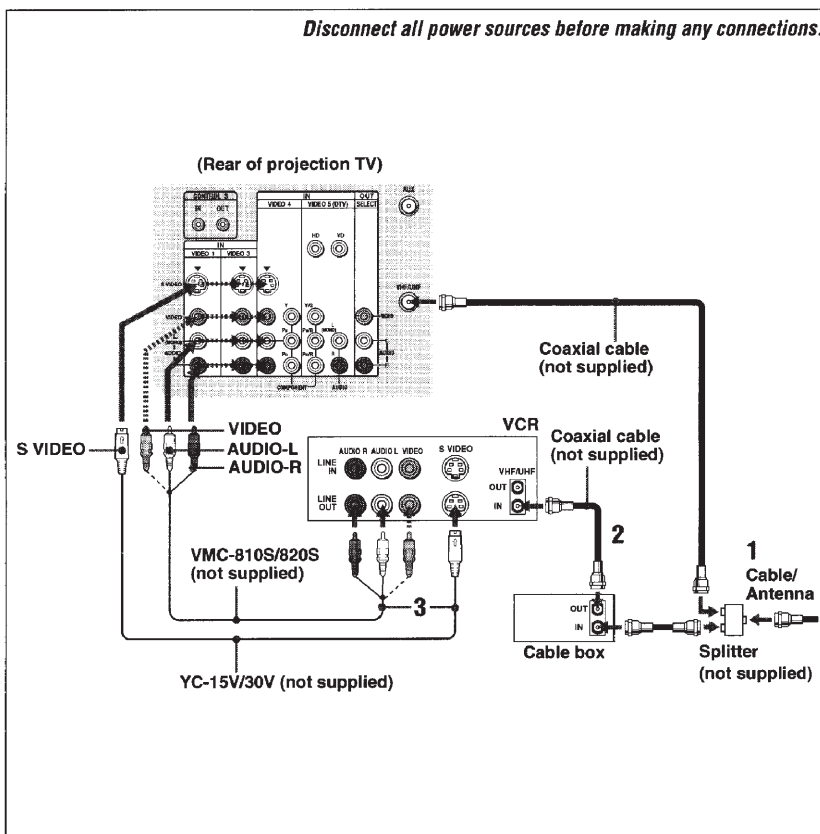 Disconnect all power sources before making any connections.
(Rear of projection TV)
CONTROL S
IN OUT
IN
VIDEO 4 VIDEO 5 (DTV)
OUT
SELECT
AUX
HD VD
IN
VIDEO 1 VIDEO 3
S VIDEO
VHF/UHF
VIDEO
Y
MONO
AUDIO
COMPONENT
AUDIO
AUDIO
Coaxial cable
(not supplied)
S VIDEO
VIDEO
AUDIO-L
AUDIO-R
VCR
AUDIO R AUDIO L VIDEO
S VIDEO
LINE
IN
LINE
OUT
VHF/UHF
OUT
IN
Coaxial cable
(not supplied)
2
VMC-810S/820S
(not supplied)
3
1
Cable/
Antenna
OUT
IN
Cable box
Splitter
(not supplied)
YC-15V/30V (not supplied)